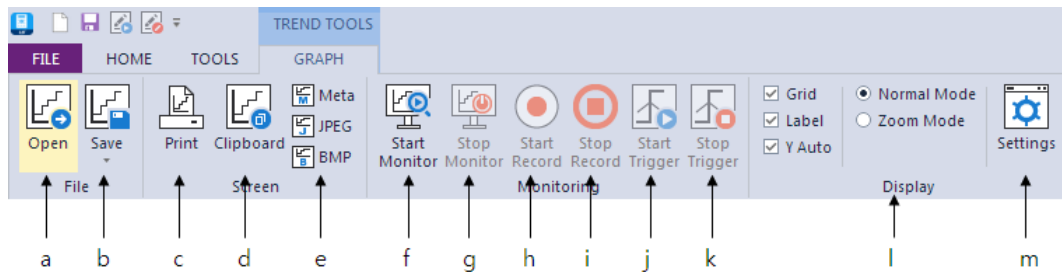 TREND TOOLS
FILE HOME TOOLS GRAPH
Open Save Print Clipboard Meta JPEG BMP Start Monitor Stop Monitor Start Record Stop Record Start Trigger Stop Trigger Grid Label Y Auto Normal Mode Zoom Mode Settings
File Screen Monitoring Display
a b c d e f g h i j k l m